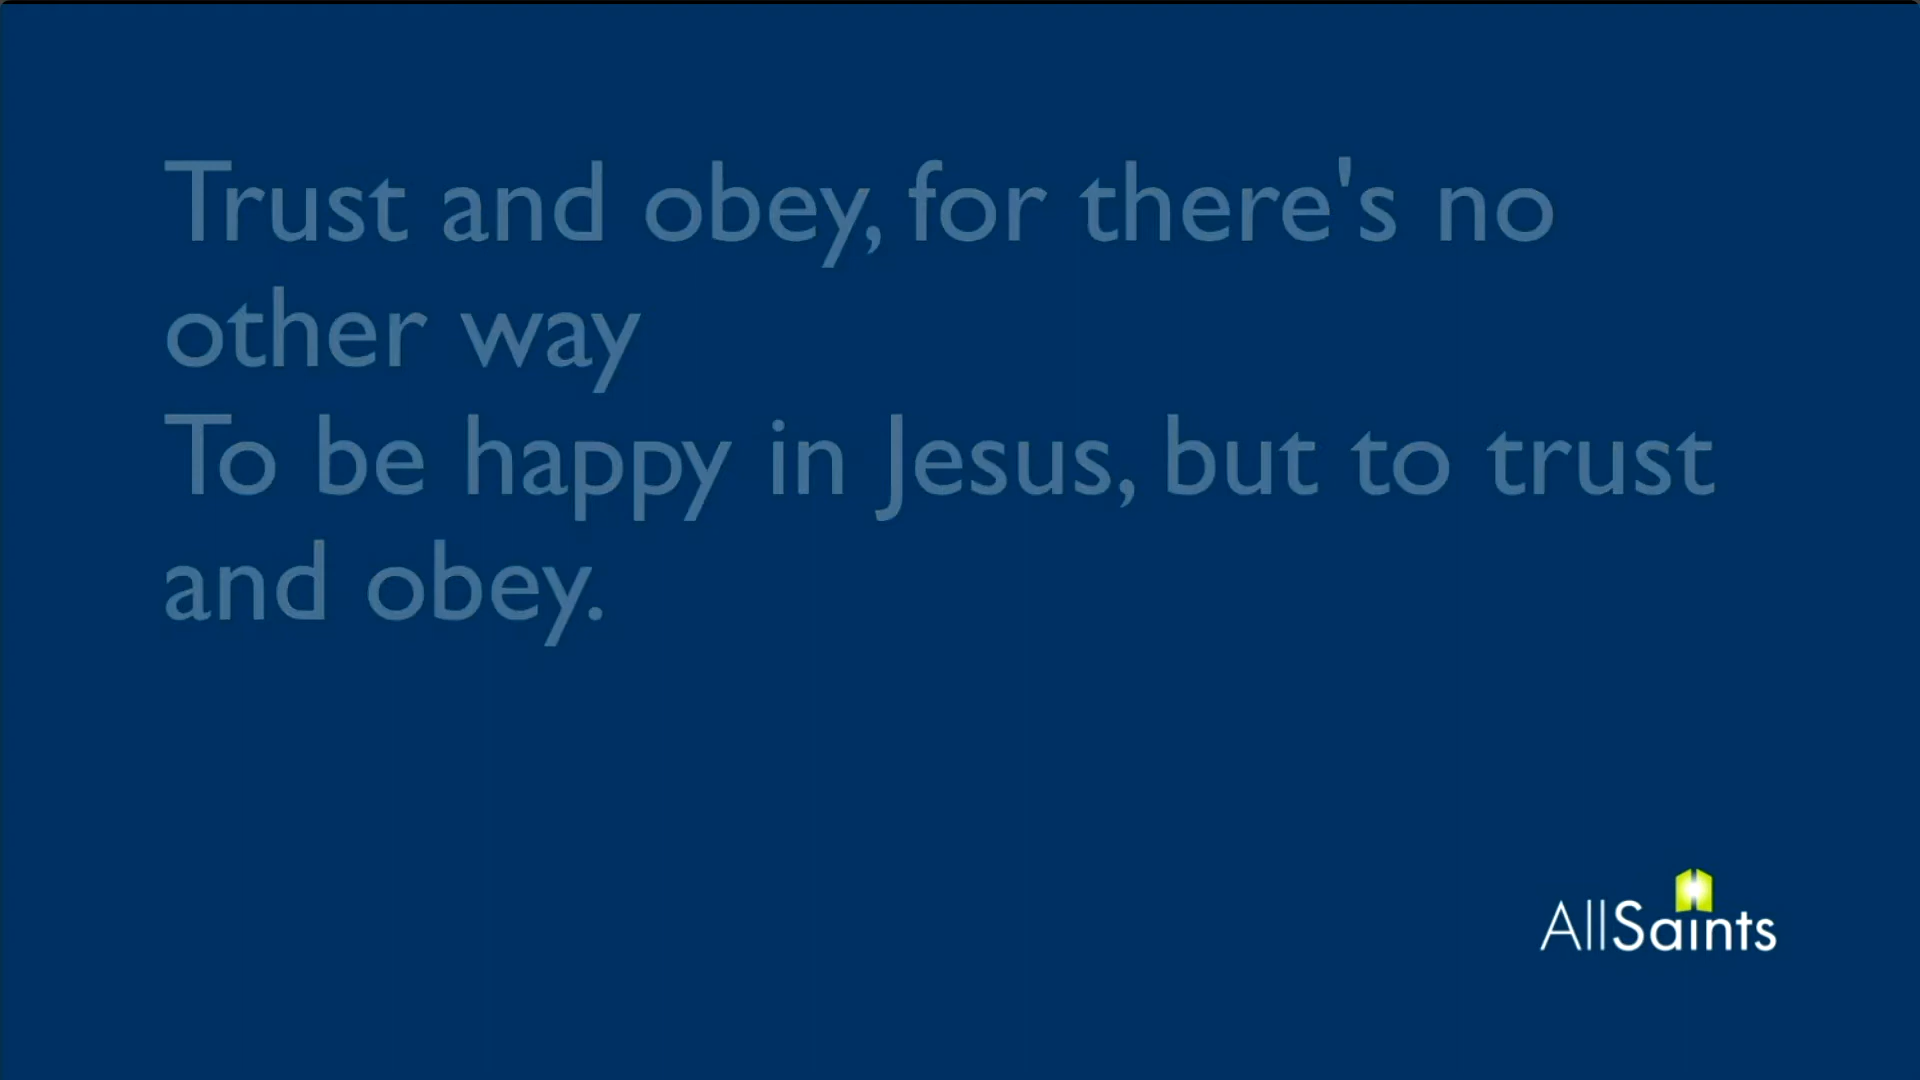 Trust and obey, for there's no
other way
To be happy in Jesus, but to trust
and obey.
AllSaints